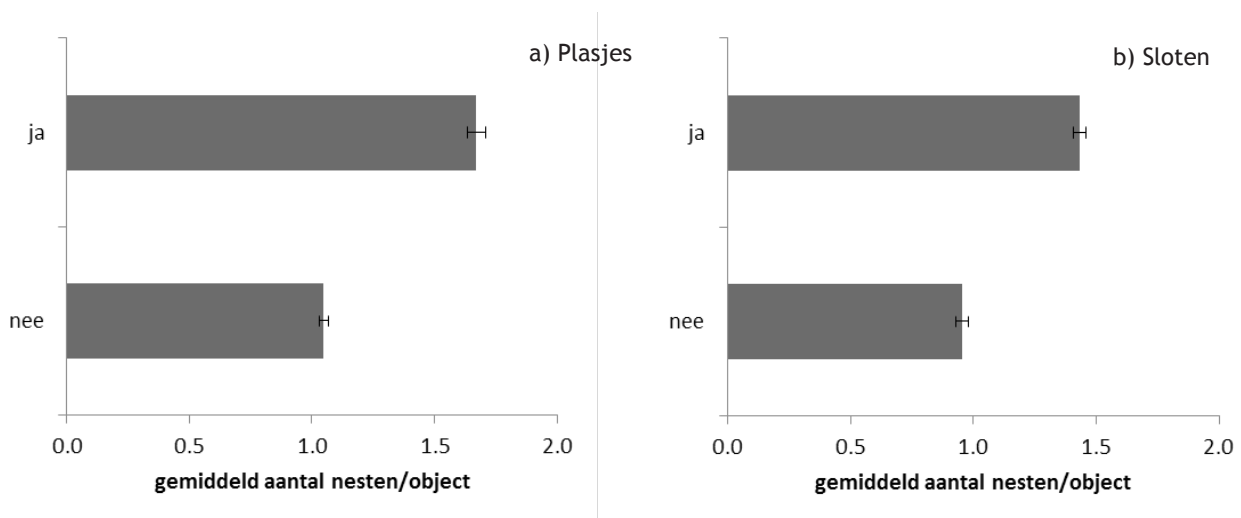 a) Plasjes
ja
nee
0.0 0.5 1.0 1.5 2.0
gemiddeld aantal nesten/object
b) Sloten
ja
nee
0.0 0.5 1.0 1.5 2.0
gemiddeld aantal nesten/object